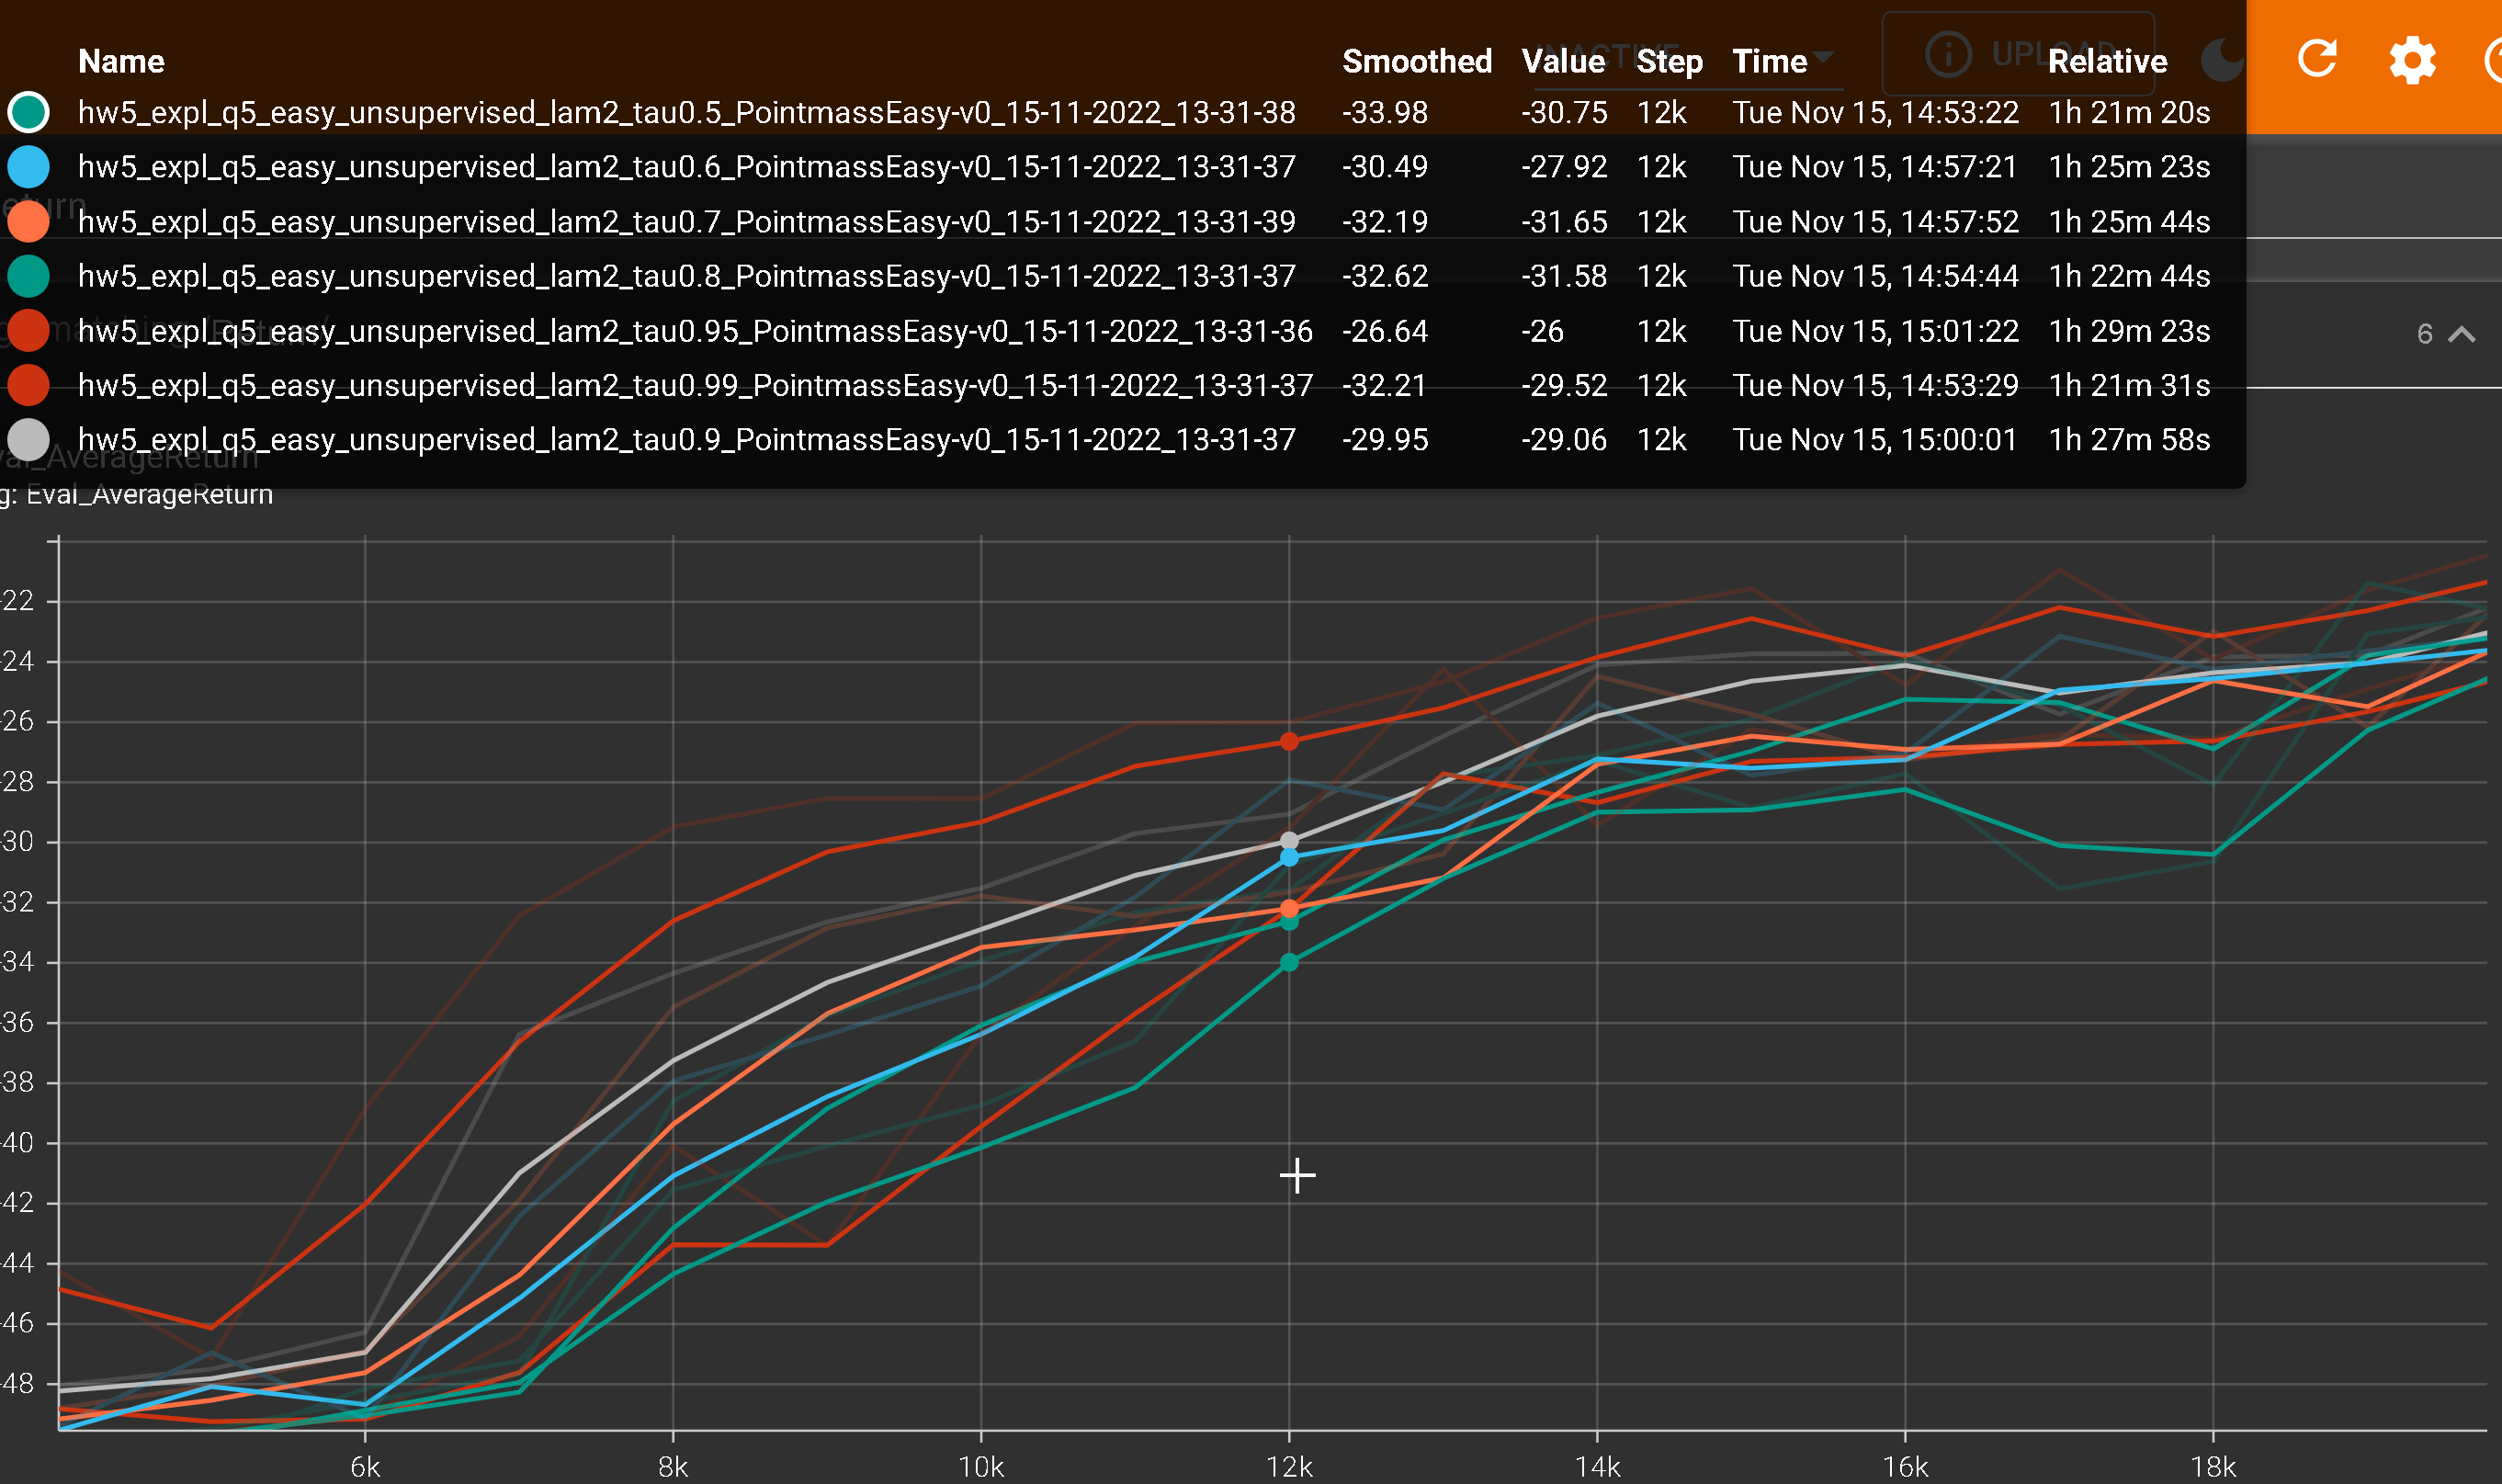 INACTIVE UPLOAD
Name Smoothed Value Step Time Relative
hw5_expl_q5_easy_unsupervised_lam2_tau0.5_PointmassEasy-v0_15-11-2022_13-31-38 -33.98 -30.75 12k Tue Nov 15, 14:53:22 1h 21m 20s
hw5_expl_q5_easy_unsupervised_lam2_tau0.6_PointmassEasy-v0_15-11-2022_13-31-37 -30.49 -27.92 12k Tue Nov 15, 14:57:21 1h 25m 23s
hw5_expl_q5_easy_unsupervised_lam2_tau0.7_PointmassEasy-v0_15-11-2022_13-31-39 -32.19 -31.65 12k Tue Nov 15, 14:57:52 1h 25m 44s
hw5_expl_q5_easy_unsupervised_lam2_tau0.8_PointmassEasy-v0_15-11-2022_13-31-37 -32.62 -31.58 12k Tue Nov 15, 14:54:44 1h 22m 44s
hw5_expl_q5_easy_unsupervised_lam2_tau0.95_PointmassEasy-v0_15-11-2022_13-31-36 -26.64 -26 12k Tue Nov 15, 15:01:22 1h 29m 23s
6
hw5_expl_q5_easy_unsupervised_lam2_tau0.99_PointmassEasy-v0_15-11-2022_13-31-37 -32.21 -29.52 12k Tue Nov 15, 14:53:29 1h 21m 31s
hw5_expl_q5_easy_unsupervised_lam2_tau0.9_PointmassEasy-v0_15-11-2022_13-31-37 -29.95 -29.06 12k Tue Nov 15, 15:00:01 1h 27m 58s
val_AverageReturn
g: Eval_AverageReturn
-22
-24
-26
-28
-30
-32
-34
-36
-38
-40
-42
-44
-46
-48
6k 8k 10k 12k 14k 16k 18k